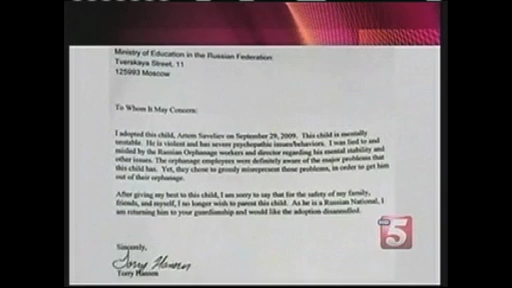 Ministry of Education in the Russian Federation
Tverskaya Street, 11
125993 Moscow
To Whom It May Concern:
I adopted this child, Artem Saveliev on September 29, 2009. This child is mentally
unstable. He is violent and has severe psychopathic issues/behaviors. I was lied to and
misled by the Russian Orphanage workers and director regarding his mental stability and
other issues. The orphanage employees were definitely aware of the major problems that
this child has. Yet, they chose to grossly misrepresent those problems, in order to get him
out of their orphanage.
After giving my best to this child, I am sorry to say that for the safety of my family,
friends, and myself, I no longer wish to parent this child. As he is a Russian National, I
am returning him to your guardianship and would like the adoption disannulled.
Sincerely,
Torry Hansen
Torry Hansen
5